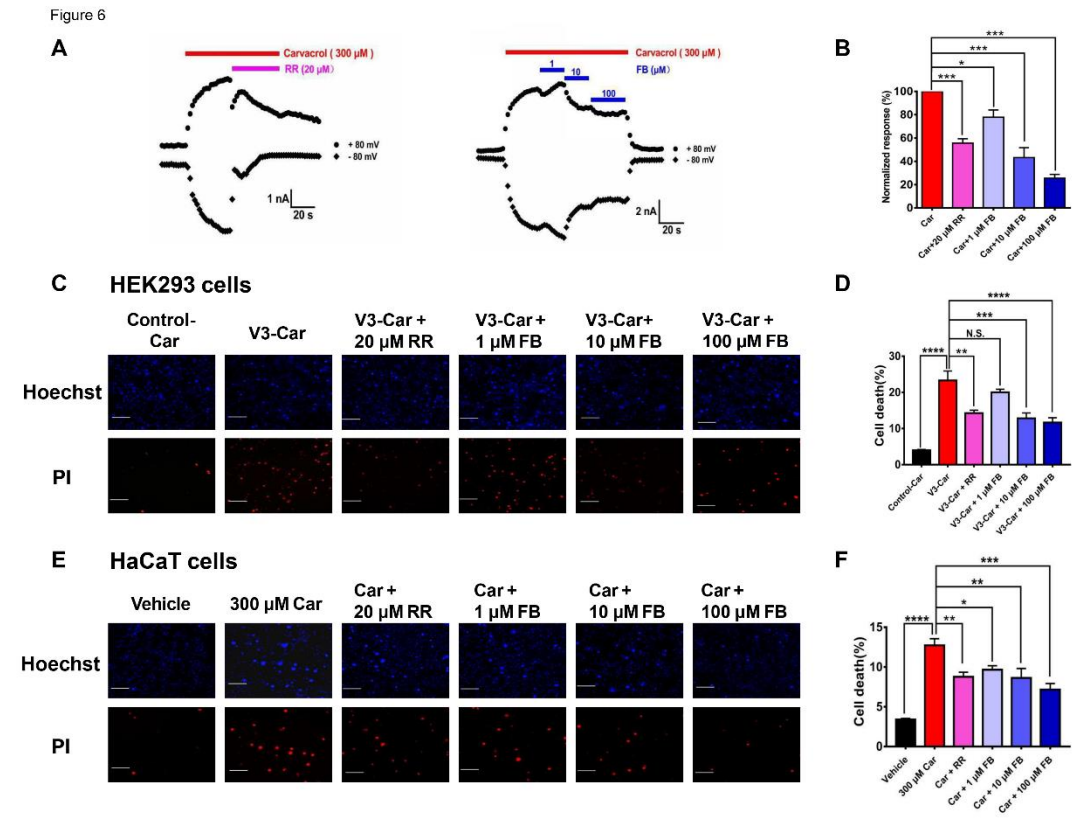 Figure 6
A
Carvacrol ( 300 µM )
RR (20 µM)
+ 80 mV
- 80 mV
1 nA
20 s
Carvacrol ( 300 µM )
1
FB (µM)
10
100
+ 80 mV
- 80 mV
2 nA
20 s
B
***
***
*
***
Normalized response (%)
100
80
60
40
20
0
Car
Car+20 µM RR
Car+1 µM FB
Car+10 µM FB
Car+100 µM FB
C HEK293 cells
Control-
Car
V3-Car
V3-Car +
20 µM RR
V3-Car +
1 µM FB
V3-Car+
10 µM FB
V3-Car +
100 µM FB
Hoechst
PI
D
****
***
N.S.
**** **
Cell death(%)
30
20
10
0
Control-Car
V3-Car
V3-Car + RR
V3-Car + 1 µM FB
V3-Car + 10 µM FB
V3-Car + 100 µM FB
E HaCaT cells
Vehicle
300 µM Car
Car +
20 µM RR
Car +
1 µM FB
Car +
10 µM FB
Car +
100 µM FB
Hoechst
PI
F
***
**
*
**** **
Cell death(%)
15
10
5
0
Vehicle
300 µM Car
Car + RR
Car + 1 µM FB
Car + 10 µM FB
Car + 100 µM FB